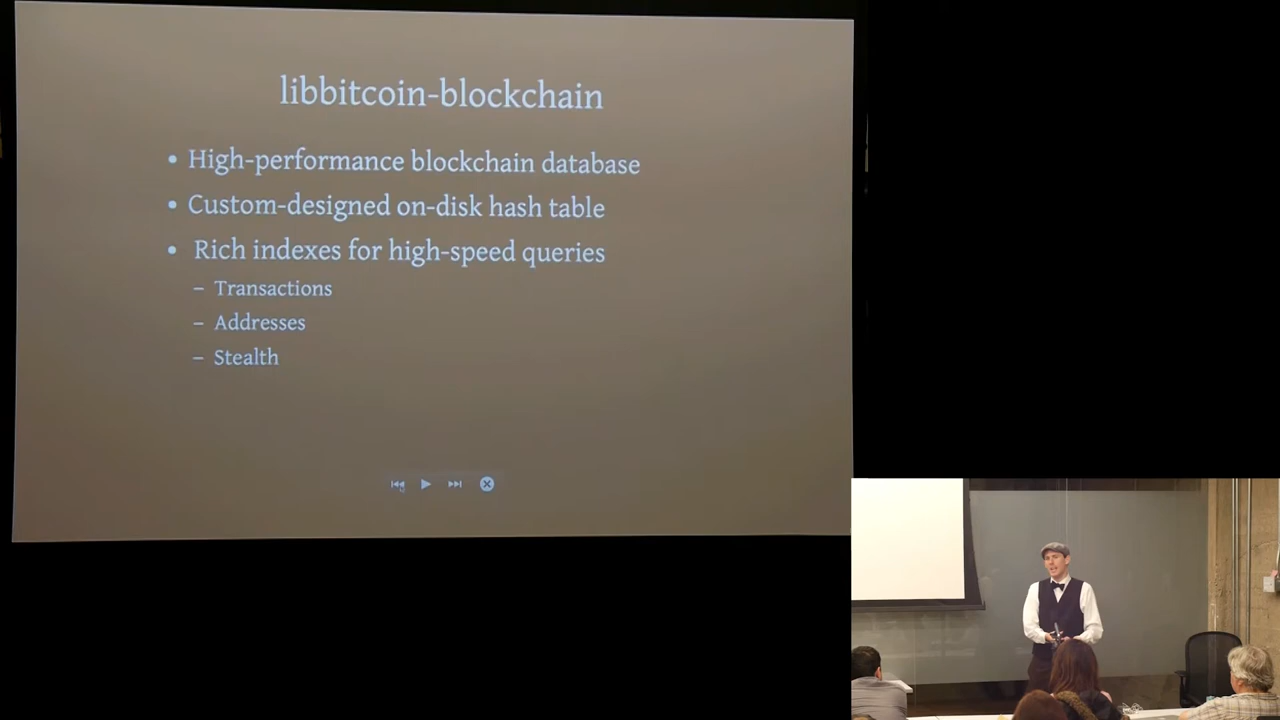 libbitcoin-blockchain
• High-performance blockchain database
• Custom-designed on-disk hash table
• Rich indexes for high-speed queries
– Transactions
– Addresses
– Stealth